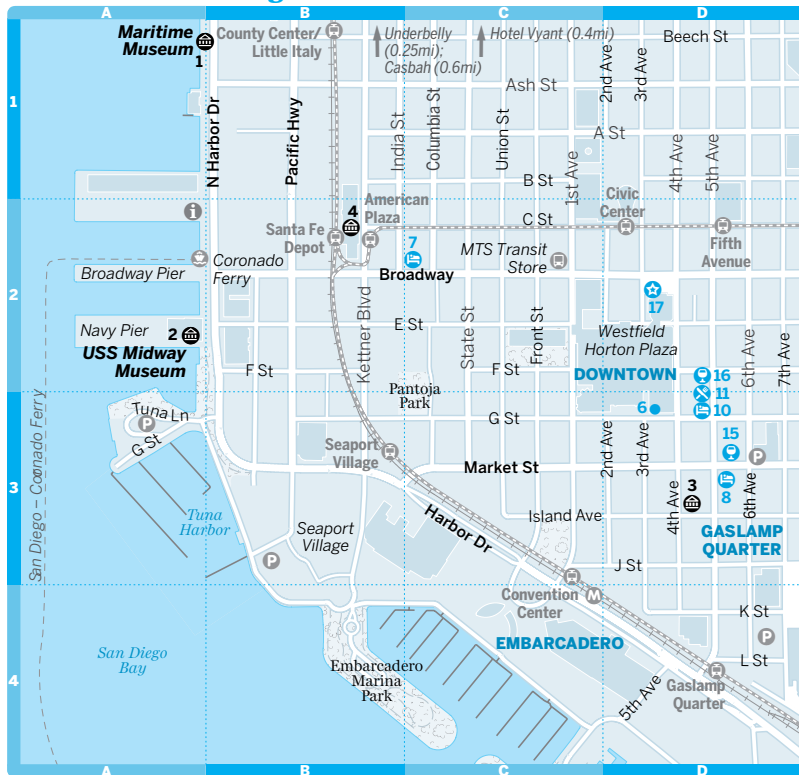 A
B
C
D
Maritime
Museum
1
County Center/
Little Italy
Underbelly
(0.25mi);
Casbah (0.6mi)
Hotel Vyant (0.4mi)
2nd Ave
3rd Ave
Beech St
1
N Harbor Dr
Pacific Hwy
India St
Columbia St
Ash St
Union St
A St
1st Ave
4th Ave
5th Ave
B St
American
Plaza
4
Santa Fe
Depot
C St
Civic
Center
Fifth
Avenue
7
Broadway
MTS Transit
Store
Coronado
Ferry
Broadway Pier
2
17
Navy Pier
2
USS Midway
Museum
Kettner Blvd
E St
State St
Front St
Westfield
Horton Plaza
6th Ave
7th Ave
F St
F St
DOWNTOWN
16
11
10
Pantoja
Park
6
Tuna Ln
P
G St
G St
2nd Ave
3rd Ave
15
P
San Diego – Coonado Ferry
Seaport
Village
Market St
3
3
8
4th Ave
6th Ave
Tuna
Harbor
Seaport
Village
Harbor Dr
Island Ave
GASLAMP
QUARTER
P
J St
Convention
Center
M
K St
EMBARCADERO
P
San Diego
Bay
Embarcadero
Marina
Park
L St
4
5th Ave
Gaslamp
Quarter
A
B
C
D